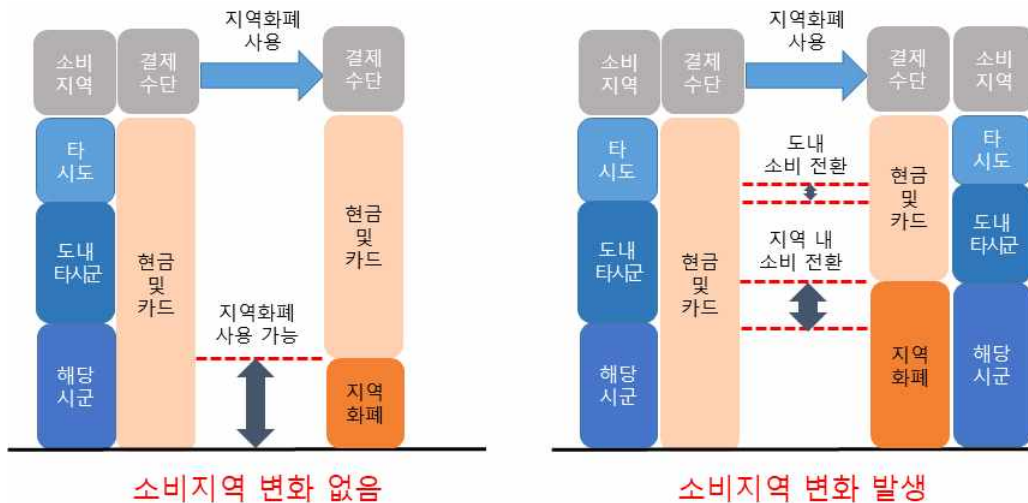 지역화폐
사용
소비
지역
결제
수단
결제
수단
타
시도
도내
타시군
해당
시군
현금
및
카드
지역화폐
사용 가능
현금
및
카드
지역
화폐
소비지역 변화 없음
지역화폐
사용
소비
지역
결제
수단
결제
수단
소비
지역
타
시도
도내
타시군
해당
시군
현금
및
카드
도내
소비 전환
지역 내
소비 전환
현금
및
카드
지역
화폐
타
시도
도내
타시군
해당
시군
소비지역 변화 발생